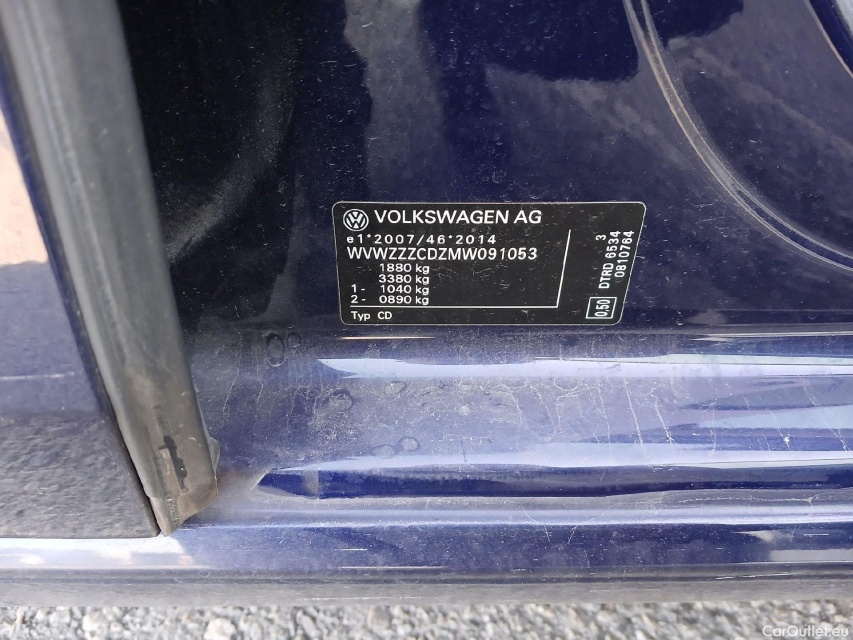 VOLKSWAGEN AG
e1*2007/46*2014
WVWZZZCDZMW091053
1880 kg
3380 kg
1- 1040 kg
2- 0890 kg
Typ CD
3
DTRD 6534
0810764
0.50
CarOutlet.eu